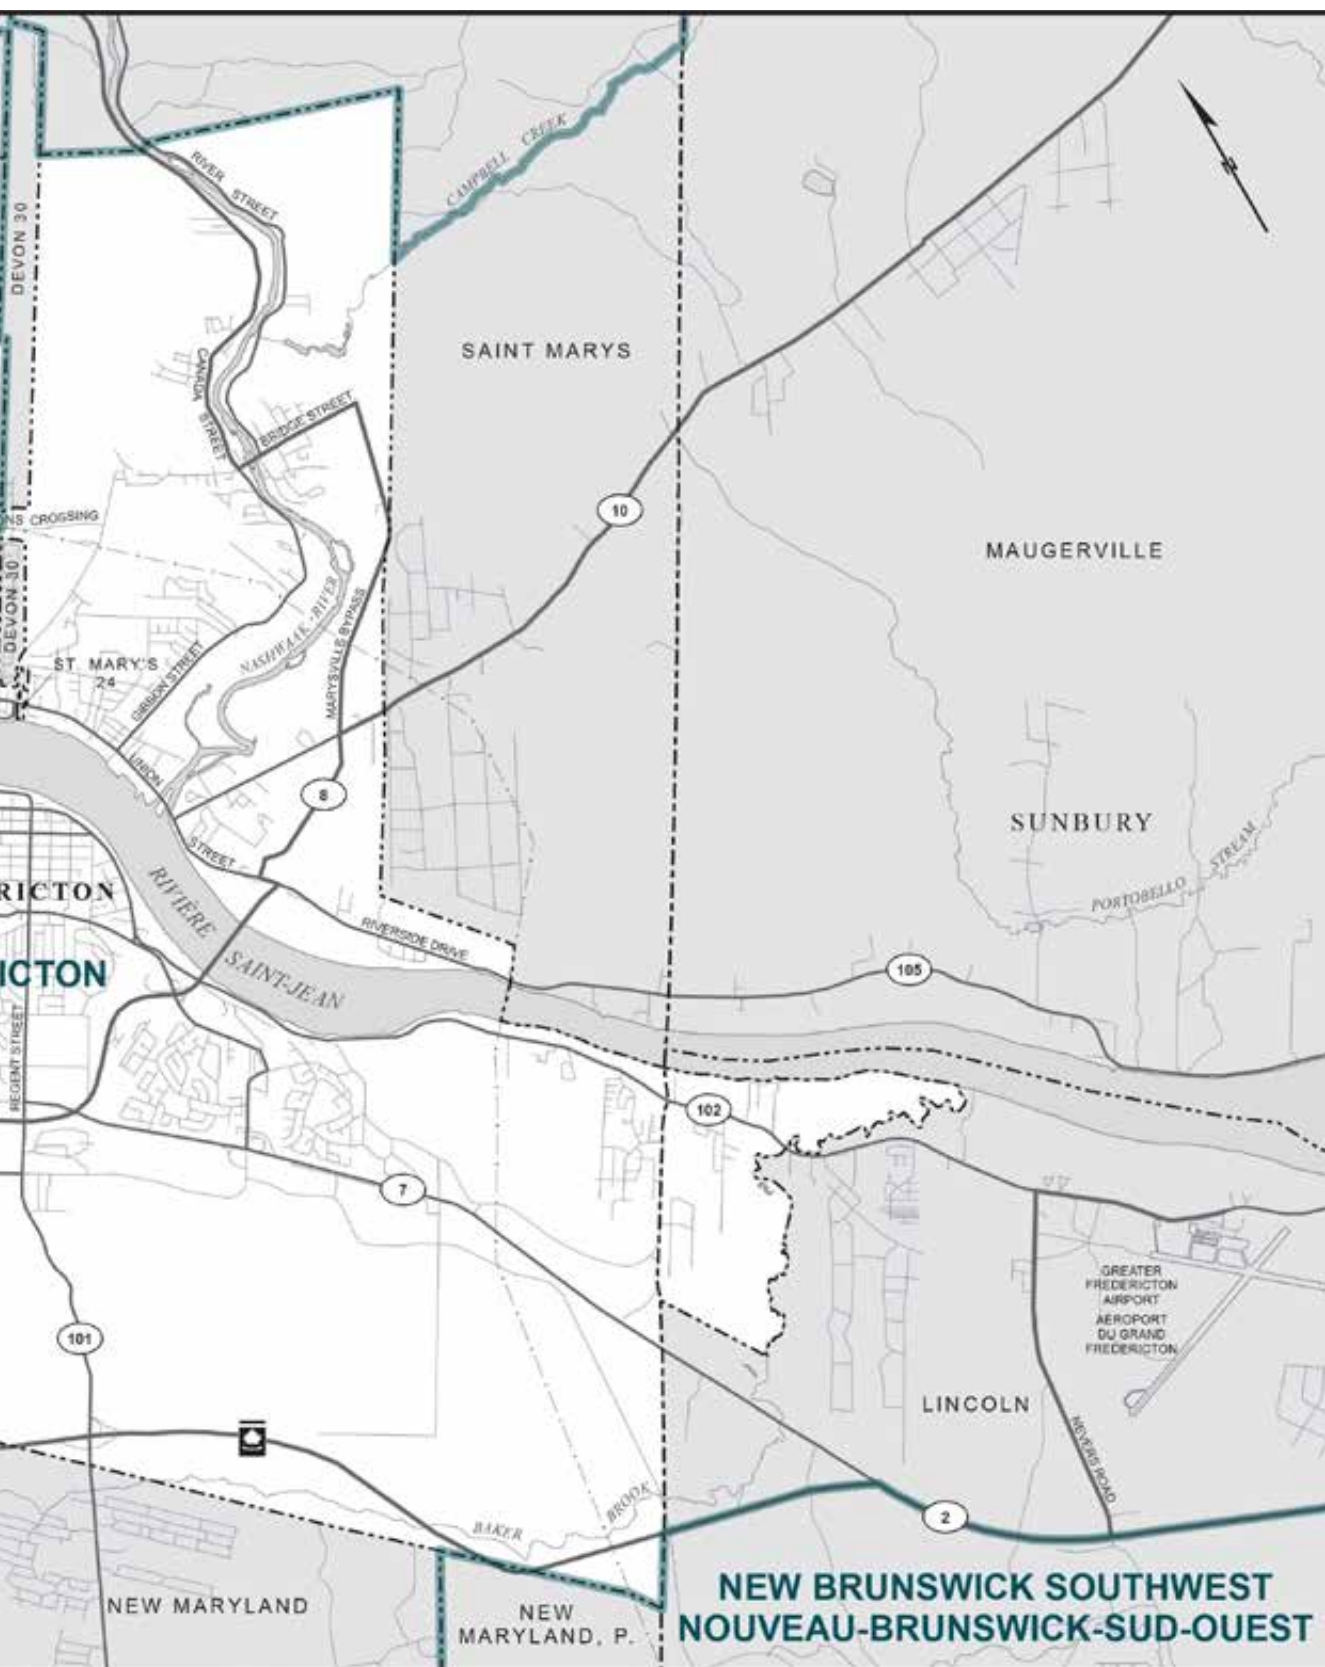 RIVER
STREET
CAMPBELL CREEK
N
DEVON 30
CANADA STREET
SAINT MARYS
BRIDGE STREET
10
CROSSING
MAUGERVILLE
DEVON 30
NASHWAAK RIVER
MARYSVILLE BYPASS
ST. MARY'S
24
GIBSON STREET
UNION
STREET
8
SUNBURY
PORTOBELLO STREAM
RICTON
RIVIÈRE
SAINT-JEAN
RIVERSIDE DRIVE
105
ICTON
REGENT STREET
102
7
GREATER
FREDERICTON
AIRPORT
AÉROPORT
DU GRAND
FREDERICTON
101
LINCOLN
NEVERS ROAD
BAKER BROOK
2
NEW MARYLAND
NEW
MARYLAND, P.
NEW BRUNSWICK SOUTHWEST
NOUVEAU-BRUNSWICK-SUD-OUEST